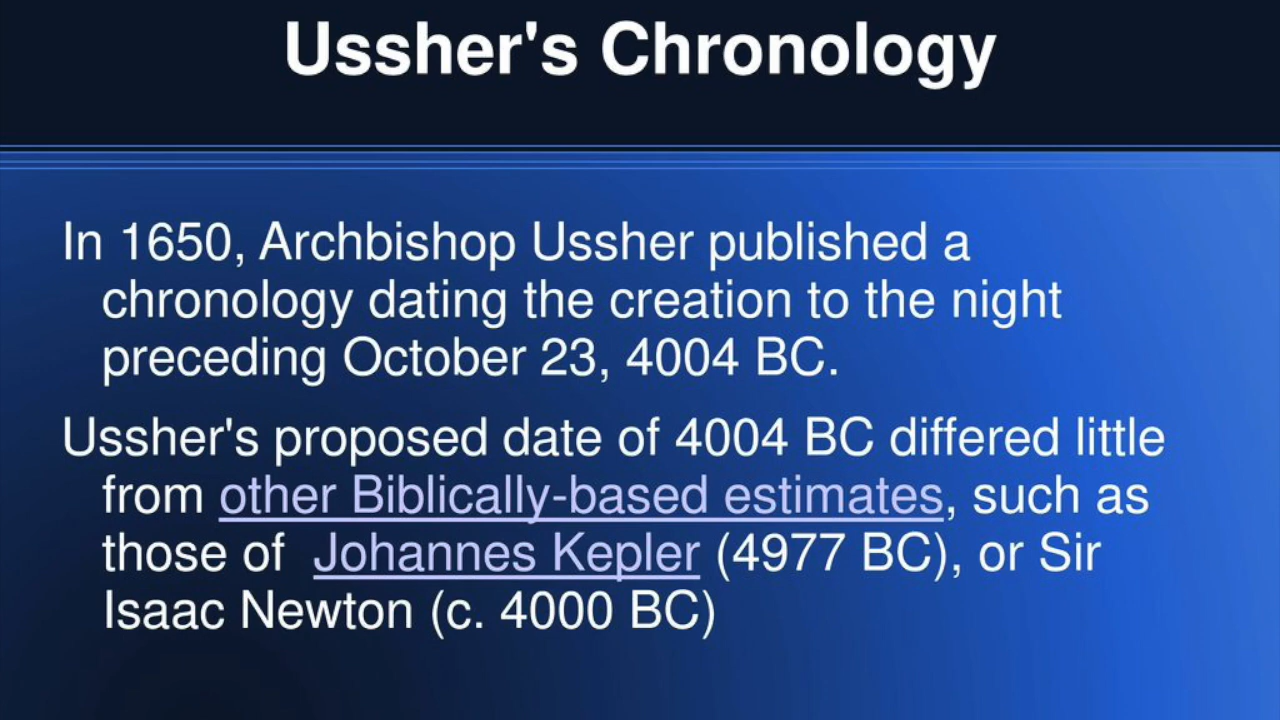 Ussher's Chronology
In 1650, Archbishop Ussher published a
chronology dating the creation to the night
preceding October 23, 4004 BC.
Ussher's proposed date of 4004 BC differed little
from other Biblically-based estimates, such as
those of Johannes Kepler (4977 BC), or Sir
Isaac Newton (c. 4000 BC)